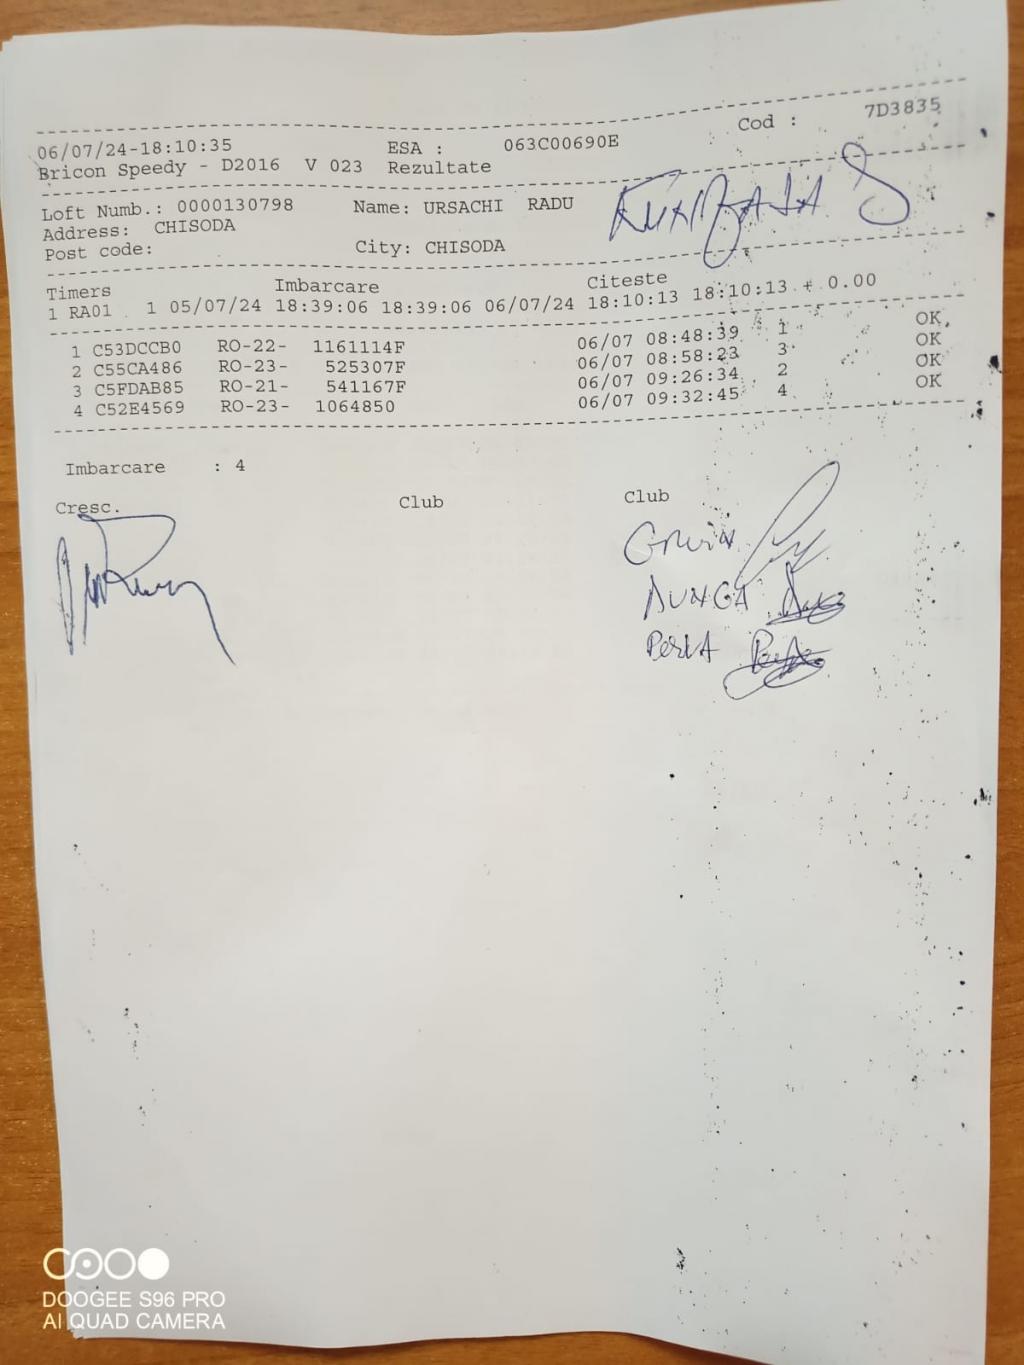 06/07/24-18:10:35 ESA : 063C00690E Cod : 7D3835
Bricon Speedy - D2016 V 023 Rezultate
Loft Numb.: 0000130798 Name: URSACHI RADU
Address: CHISODA
Post code: City: CHISODA
Timers Imbarcare Citeste
1 RA01 1 05/07/24 18:39:06 18:39:06 06/07/24 18:10:13 18:10:13 + 0.00
1 C53DCCB0 RO-22- 1161114F 06/07 08:48:39 1 OK
2 C55CA486 RO-23- 525307F 06/07 08:58:23 3 OK
3 C5FDAB85 RO-21- 541167F 06/07 09:26:34 2 OK
4 C52E4569 RO-23- 1064850 06/07 09:32:45 4 OK
Imbarcare : 4
Cresc. Club Club
DUNGA
DOOGEE S96 PRO
AI QUAD CAMERA